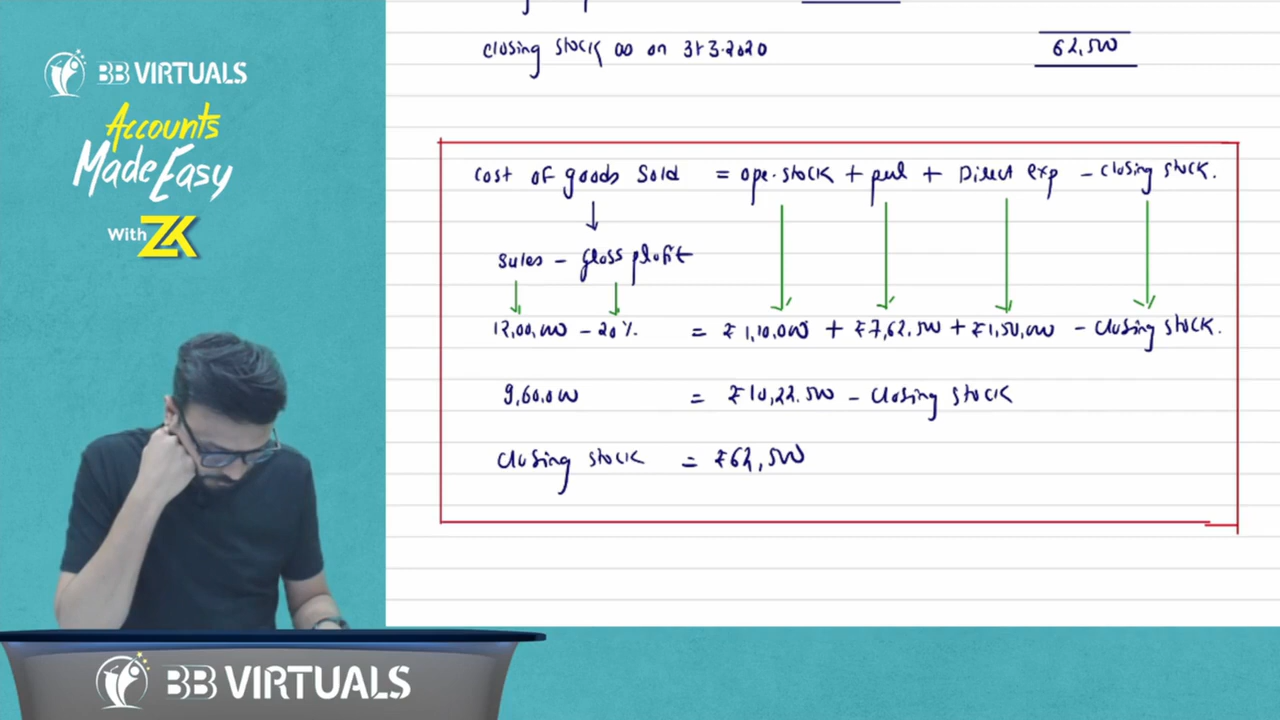 BB VIRTUALS
Accounts
Made Easy
With ZK
closing stock as on 31.3.2020 62,500
cost of goods sold = ope. stock + pur + Direct exp - closing stock.
sales - gross profit
12,00,000 - 20% = ₹1,10,000 + ₹7,62,500 + ₹1,50,000 - closing stock.
9,60,000 = ₹10,22,500 - closing stock
closing stock = ₹62,500
BB VIRTUALS